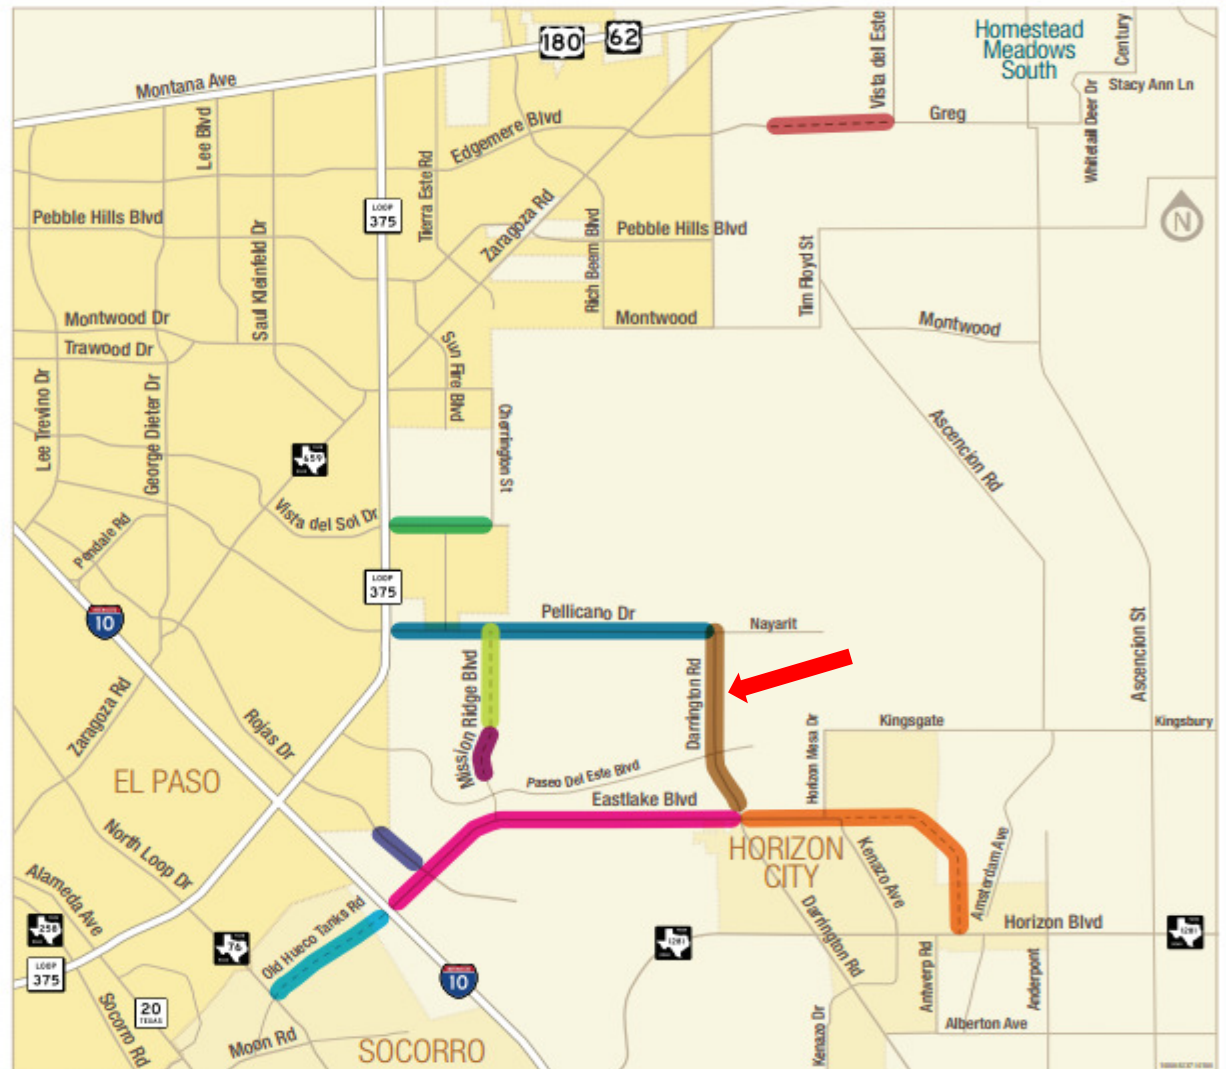 180
62
Homestead
Meadows
South
Century
Vista del Este
Montana Ave
Stacy Ann Ln
Greg
Whitetail Deer Dr
Lee Blvd
Edgemere Blvd
Tierra Este Rd
LOOP
375
Zaragoza Rd
N
Pebble Hills Blvd
Pebble Hills Blvd
Saul Kleinfeld Dr
Rich Beem Blvd
Tim Floyd St
Montwood Dr
Montwood
Montwood
Trawood Dr
Sun Fire Blvd
Lee Trevino Dr
George Dieter Dr
Cherrington St
Ascencion Rd
659
Vista del Sol Dr
Pendale Rd
LOOP
375
10
Pellicano Dr
Nayarit
Ascencion St
Mission Ridge Blvd
Darrington Rd
Zaragoza Rd
Rojas Dr
Horizon Mesa Dr
Kingsgate
Kingsbury
EL PASO
Paseo Del Este Blvd
Eastlake Blvd
North Loop Dr
HORIZON
CITY
Kenazo Ave
Amsterdam Ave
Alameda Ave
Old Hueco Tanks Rd
Darrington Rd
Horizon Blvd
258
76
1281
1281
LOOP
375
10
Antwerp Rd
Anderpont
20
TEXAS
Socorro Rd
Moon Rd
SOCORRO
Kenazo Dr
Alberton Ave